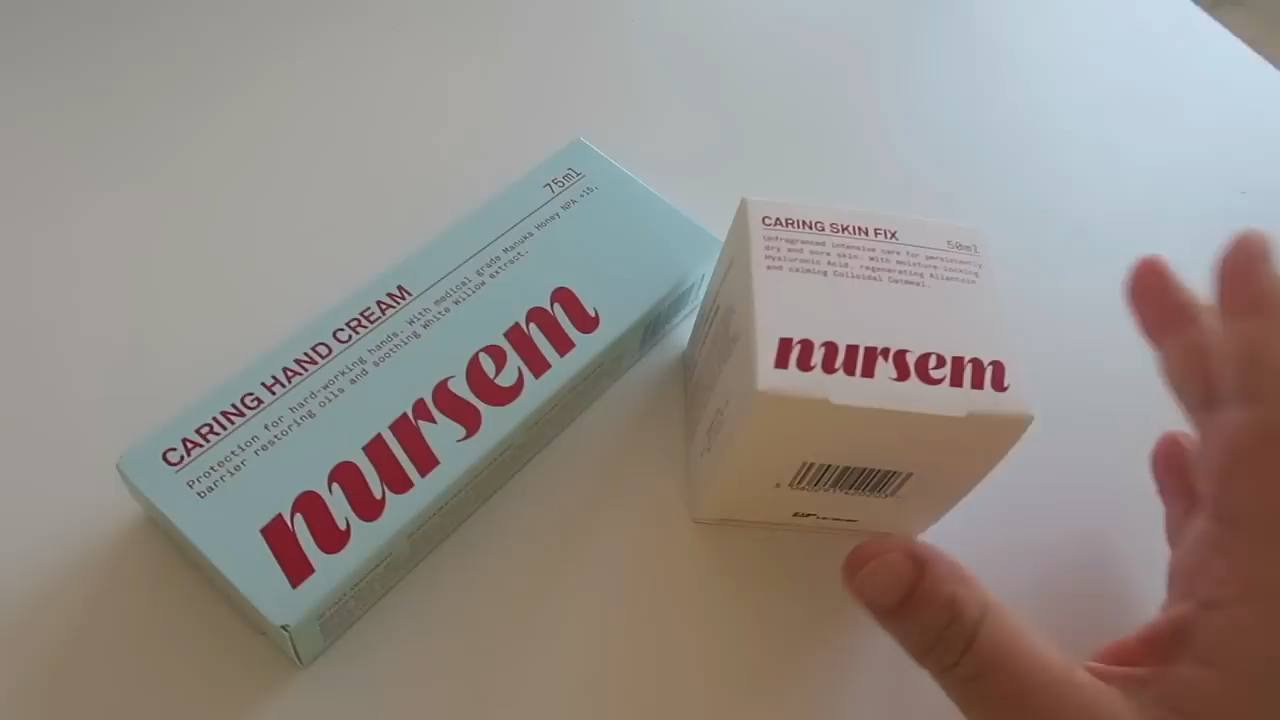 CARING HAND CREAM
75ml
Protection for hard-working hands. With medical grade Manuka Honey NPA +15,
barrier restoring oils and soothing White Willow extract.
nursem
CARING SKIN FIX
50ml
Unfragranced intensive care for persistently
dry and sore skin. With moisture-locking
Hyaluronic Acid, regenerating Allantoin
and calming Colloidal Oatmeal.
nursem